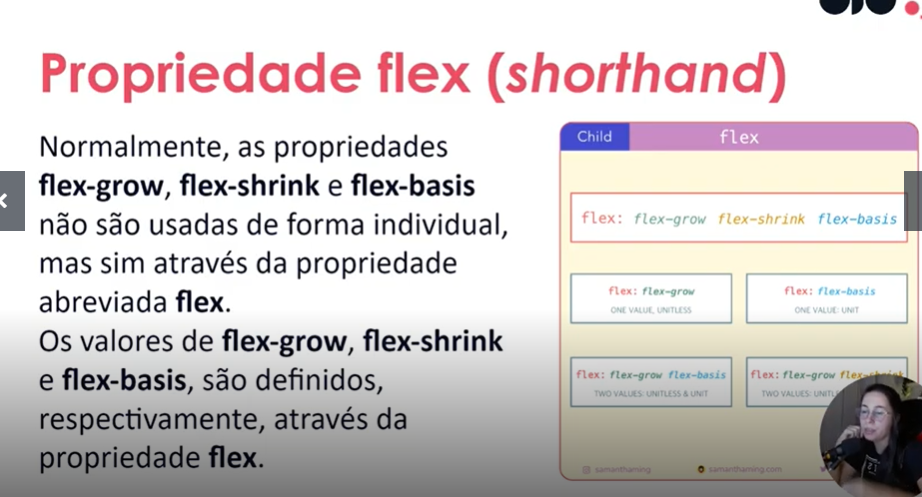 Propriedade flex (shorthand)
Normalmente, as propriedades
flex-grow, flex-shrink e flex-basis
não são usadas de forma individual,
mas sim através da propriedade
abreviada flex.
Os valores de flex-grow, flex-shrink
e flex-basis, são definidos,
respectivamente, através da
propriedade flex.
Child
flex
flex: flex-grow flex-shrink flex-basis
flex: flex-grow
ONE VALUE, UNITLESS
flex: flex-basis
ONE VALUE: UNIT
flex: flex-grow flex-basis
TWO VALUES: UNITLESS & UNIT
flex: flex-grow flex-shrink
TWO VALUES:
samanthaming
samanthaming.com